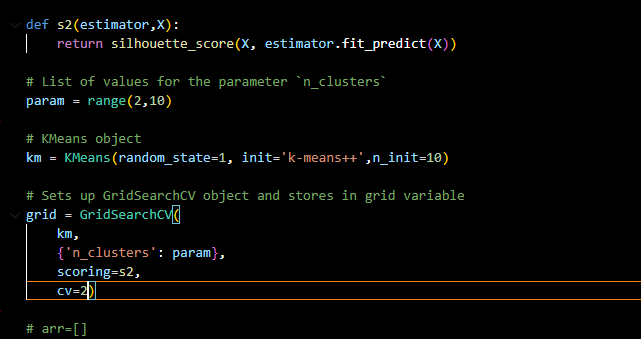 def s2(estimator,X):
    return silhouette_score(X, estimator.fit_predict(X))
# List of values for the parameter `n_clusters`
param = range(2,10)
# KMeans object
km = KMeans(random_state=1, init='k-means++',n_init=10)
# Sets up GridSearchCV object and stores in grid variable
grid = GridSearchCV(
    km,
    {'n_clusters': param},
    scoring=s2,
    cv=2)
# arr=[]